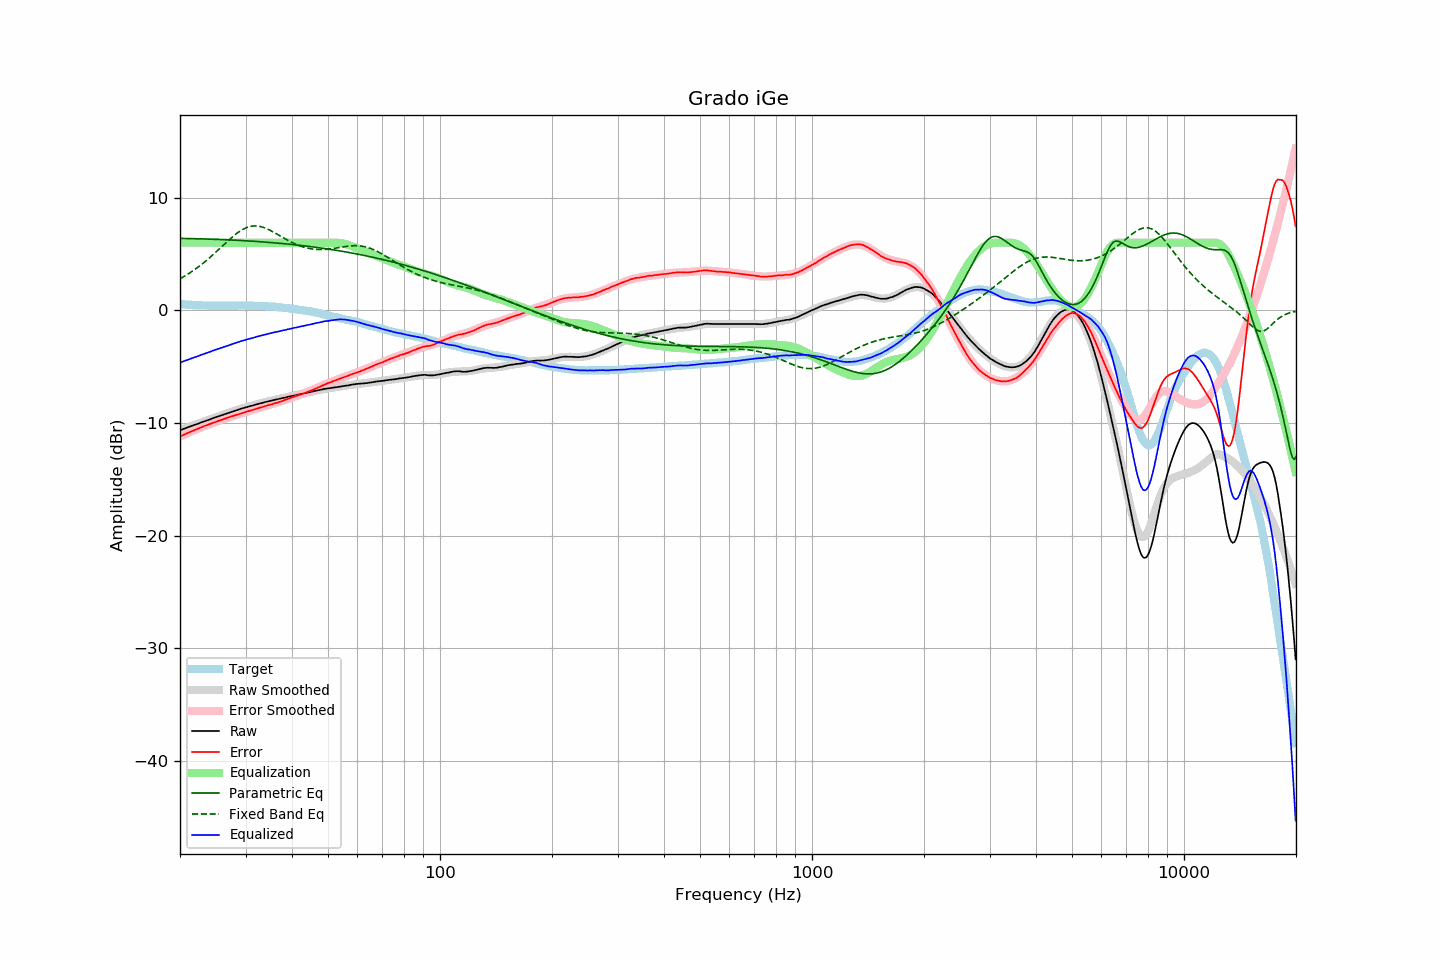 Grado iGe
Amplitude (dBr)
10
0
−10
−20
−30
−40
Target
Raw Smoothed
Error Smoothed
Raw
Error
Equalization
Parametric Eq
Fixed Band Eq
Equalized
100
1000
10000
Frequency (Hz)